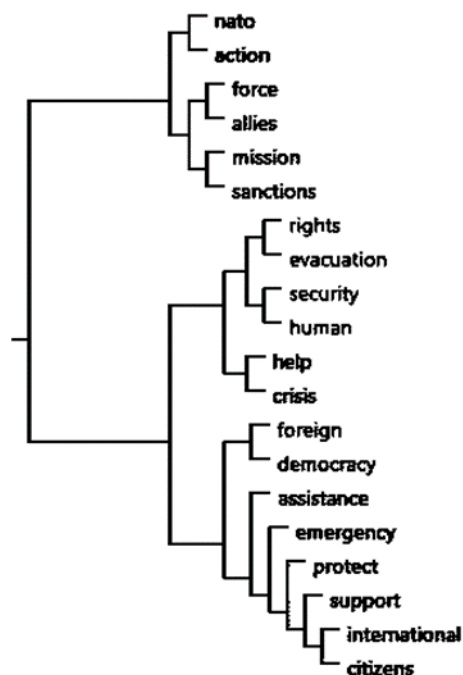 nato
action
force
allies
mission
sanctions
rights
evacuation
security
human
help
crisis
foreign
democracy
assistance
emergency
protect
support
international
citizens